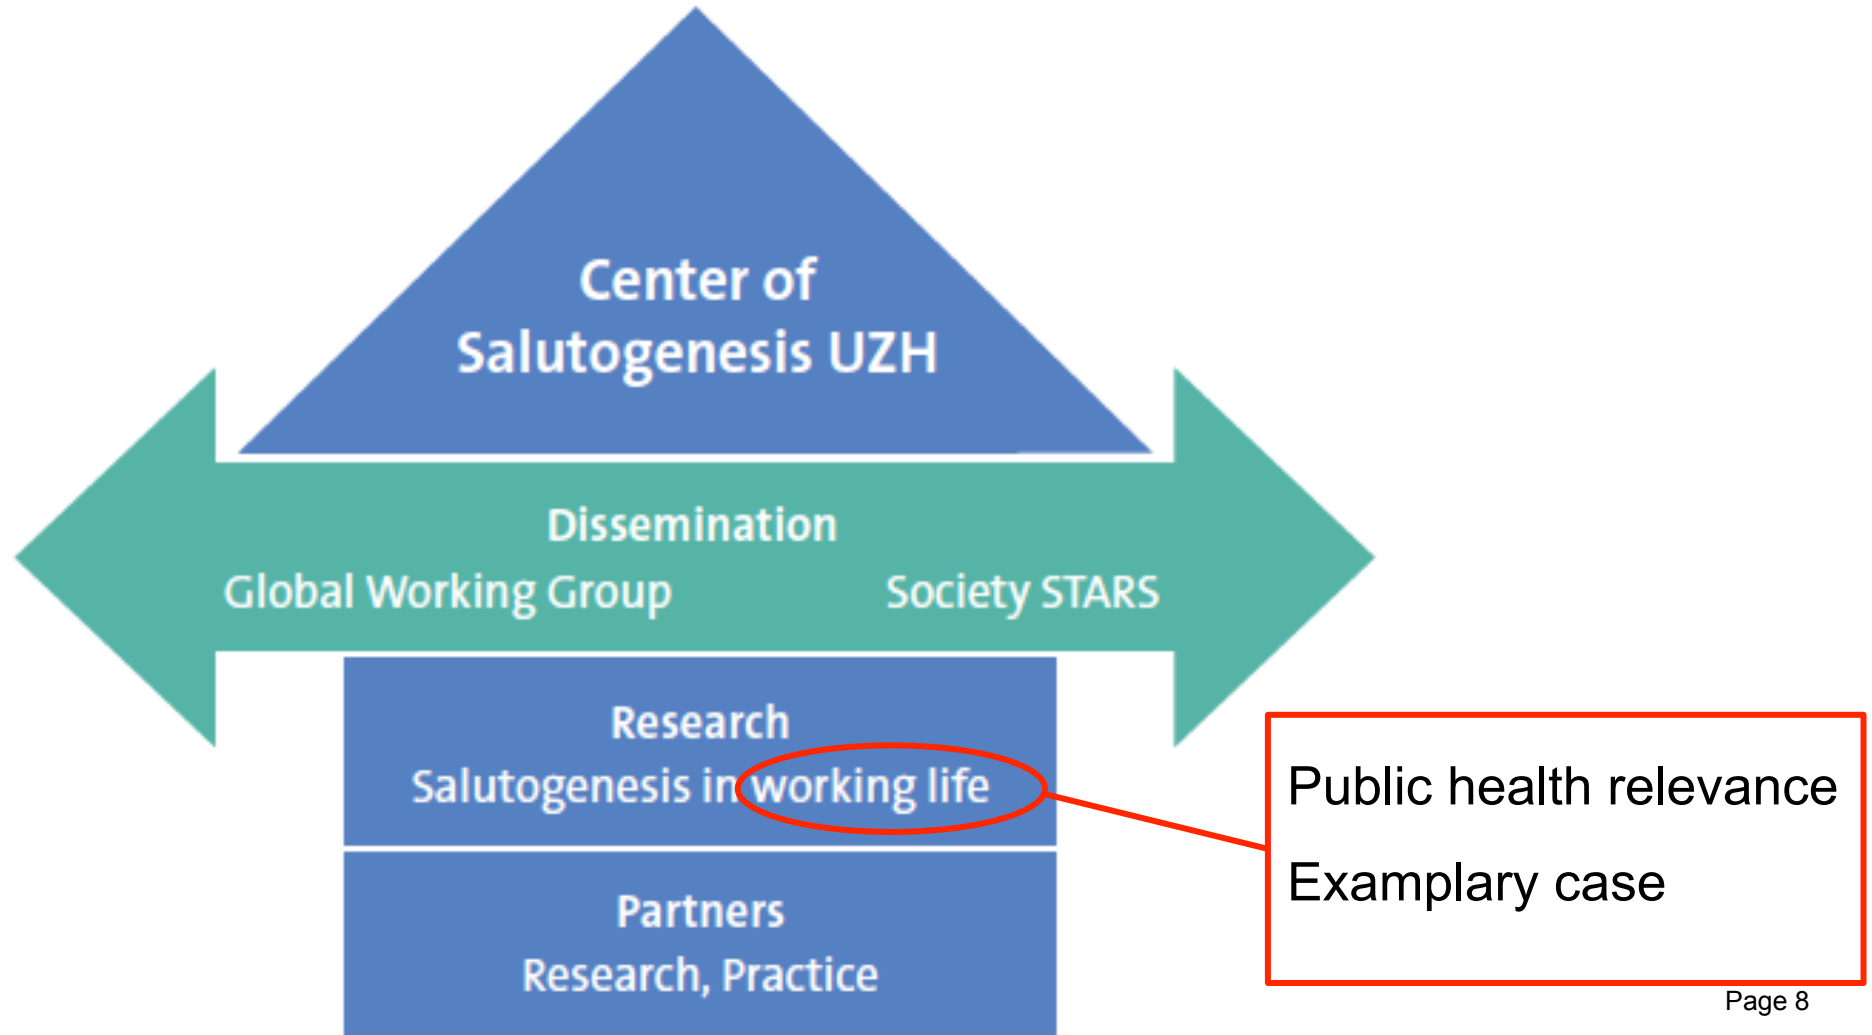 Center of
Salutogenesis UZH
Dissemination
Global Working Group Society STARS
Research
Salutogenesis in working life
Public health relevance
Examplary case
Partners
Research, Practice
Page 8